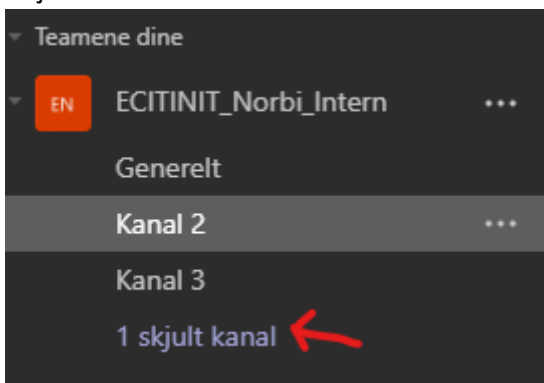 Teamene dine
EN ECITINIT_Norbi_Intern
Generelt
Kanal 2
Kanal 3
1 skjult kanal